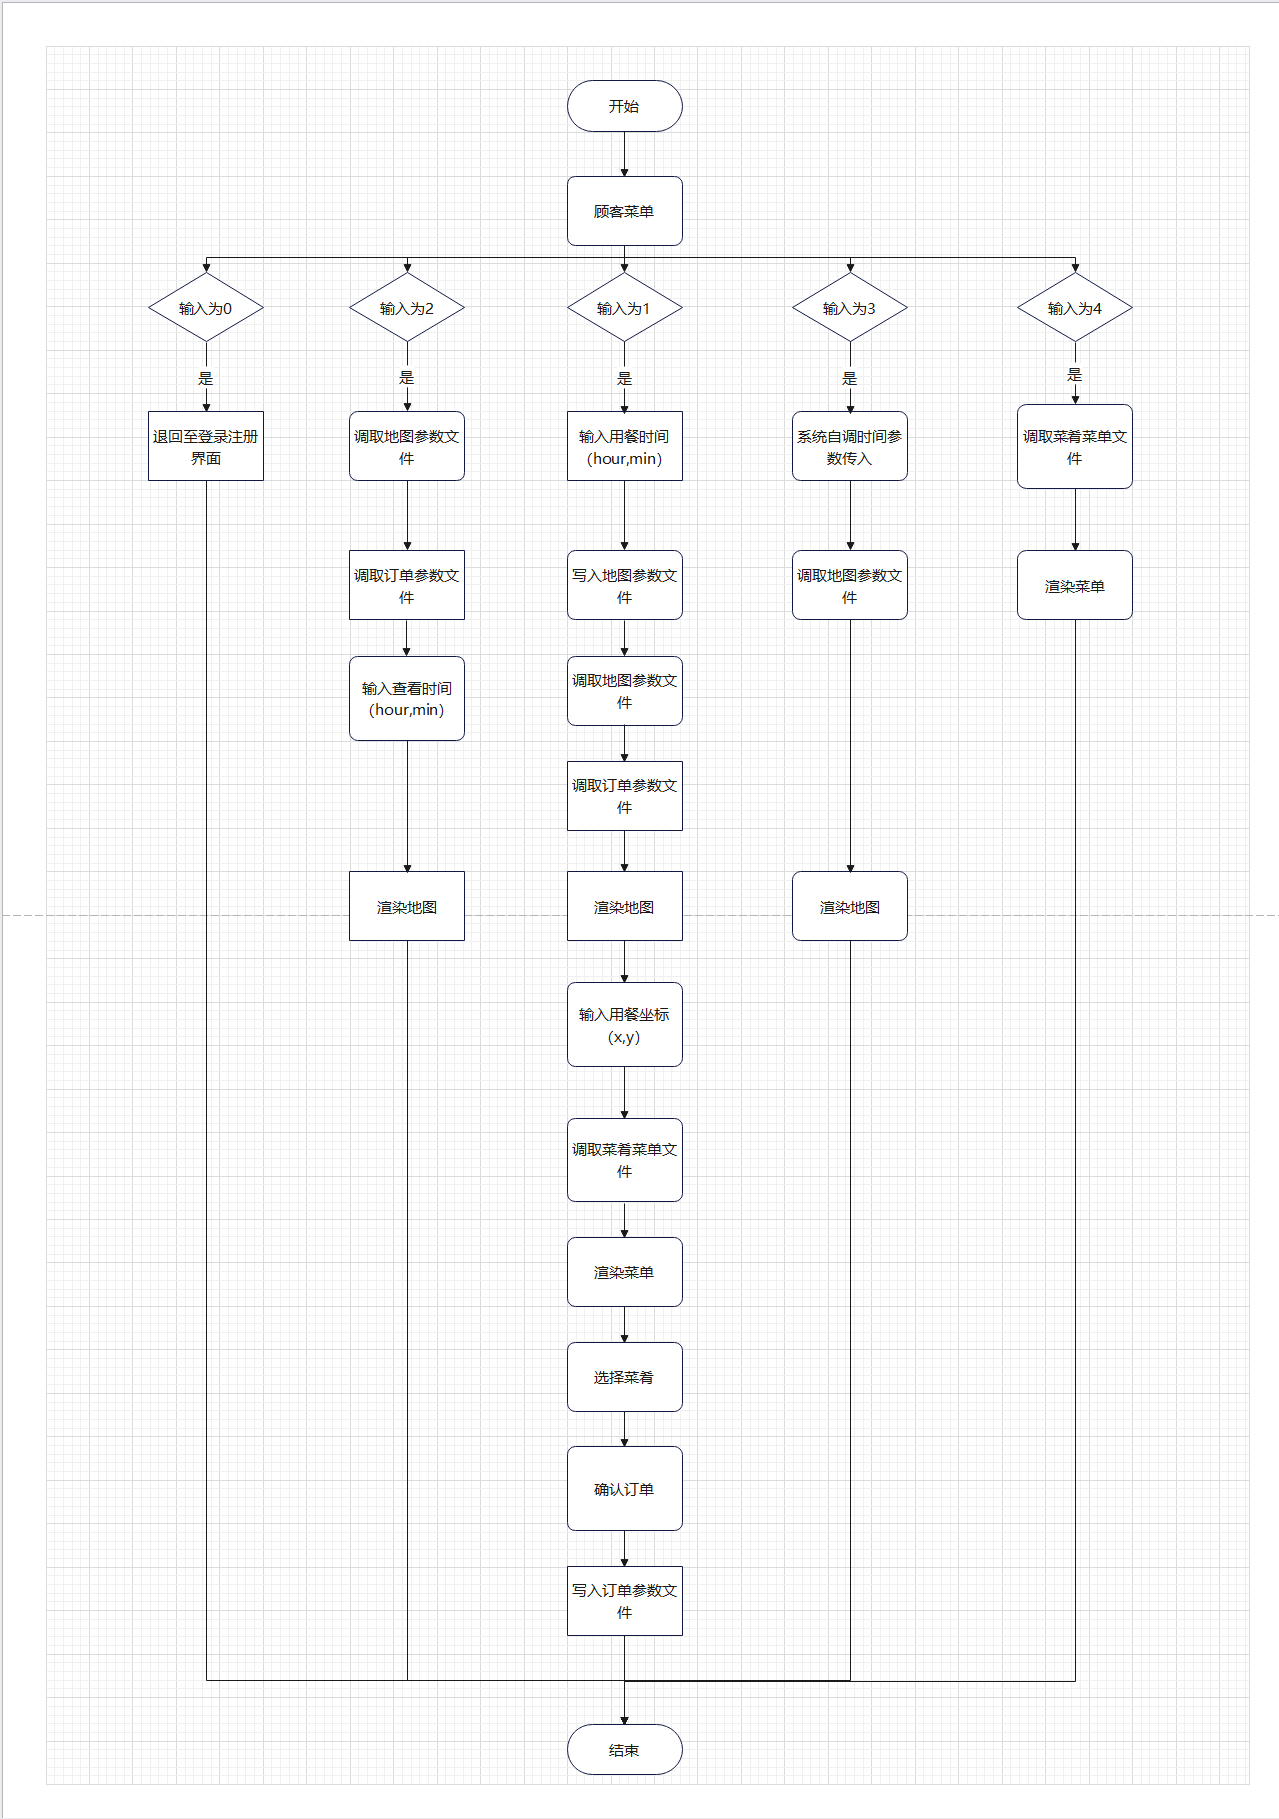 开始
顾客菜单
输入为0
输入为2
输入为1
输入为3
输入为4
是
是
是
是
是
退回至登录注册
界面
调取地图参数文
件
输入用餐时间
（hour,min）
系统自调时间参
数传入
调取菜肴菜单文
件
调取订单参数文
件
写入地图参数文
件
调取地图参数文
件
渲染菜单
输入查看时间
（hour,min）
调取地图参数文
件
调取订单参数文
件
渲染地图
渲染地图
渲染地图
输入用餐坐标
（x,y）
调取菜肴菜单文
件
渲染菜单
选择菜肴
确认订单
写入订单参数文
件
结束